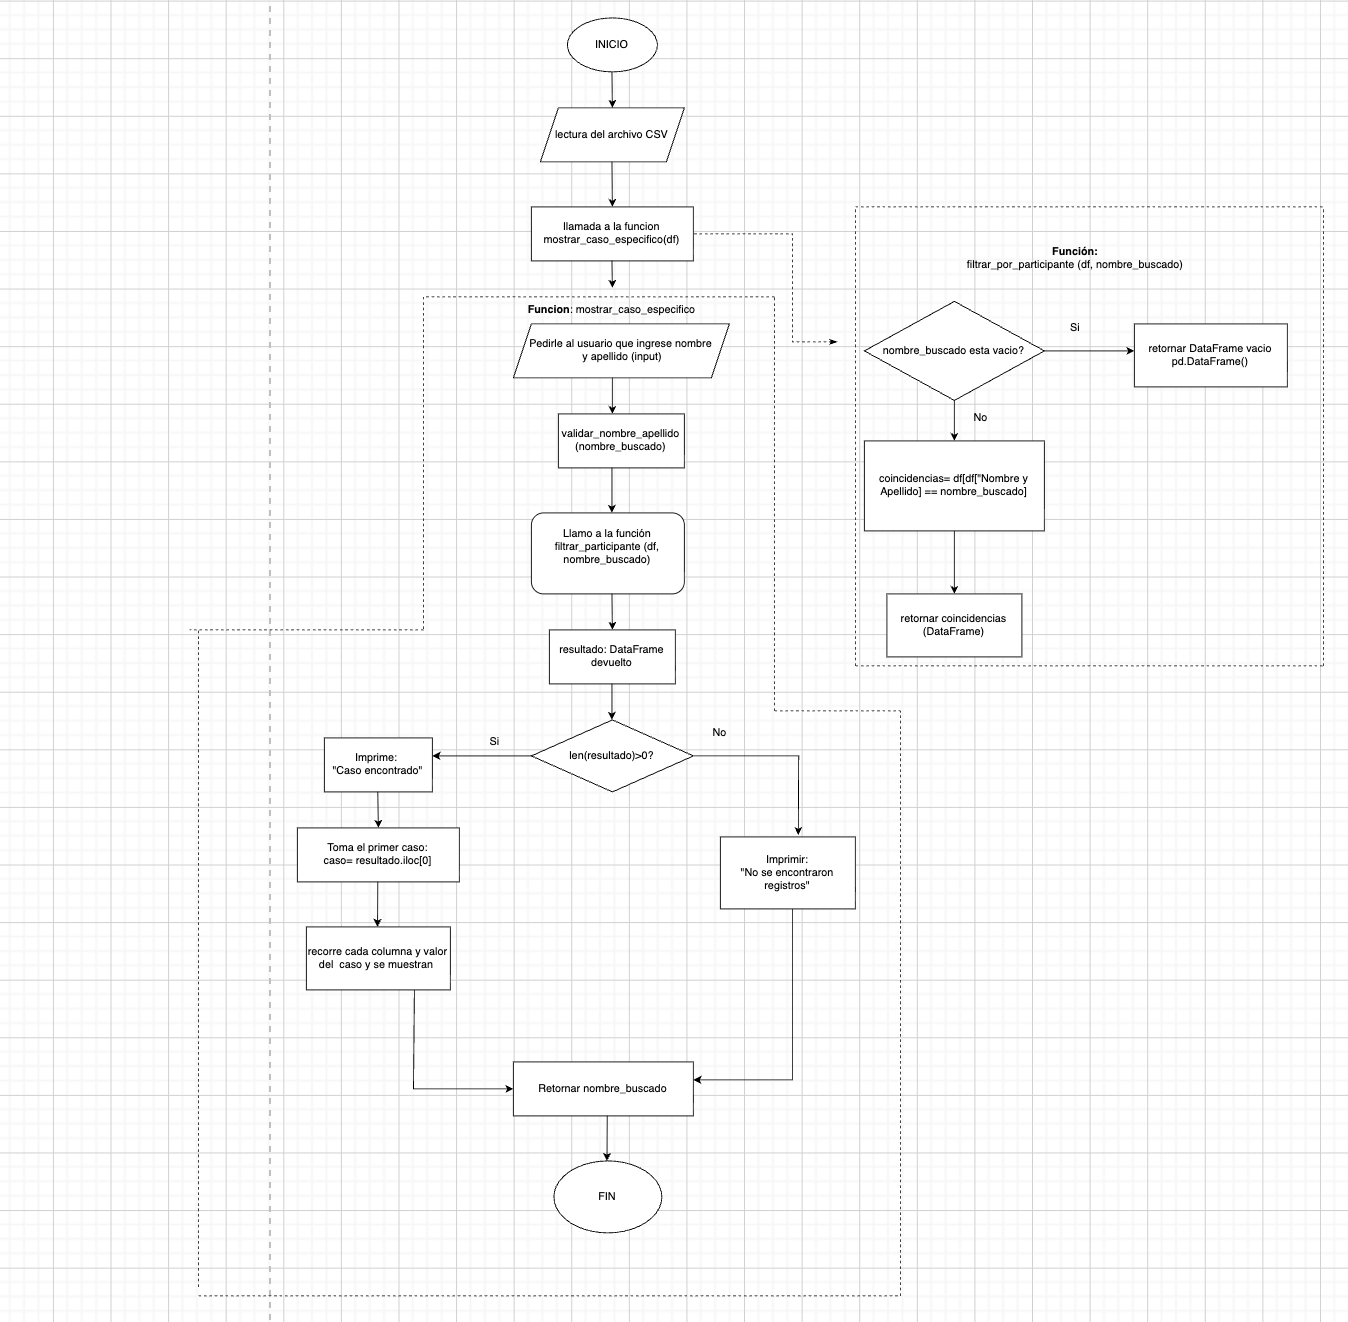 INICIO
lectura del archivo CSV
llamada a la funcion
mostrar_caso_especifico(df)
Funcion: mostrar_caso_especifico
Pedirle al usuario que ingrese nombre
y apellido (input)
validar_nombre_apellido
(nombre_buscado)
Llamo a la función
filtrar_participante (df,
nombre_buscado)
resultado: DataFrame
devuelto
len(resultado)>0?
Si
No
Imprime:
"Caso encontrado"
Toma el primer caso:
caso= resultado.iloc[0]
recorre cada columna y valor
del caso y se muestran
Imprimir:
"No se encontraron
registros"
Retornar nombre_buscado
FIN
Función:
filtrar_por_participante (df, nombre_buscado)
nombre_buscado esta vacio?
Si
retornar DataFrame vacio
pd.DataFrame()
No
coincidencias= df[df["Nombre y
Apellido] == nombre_buscado]
retornar coincidencias
(DataFrame)